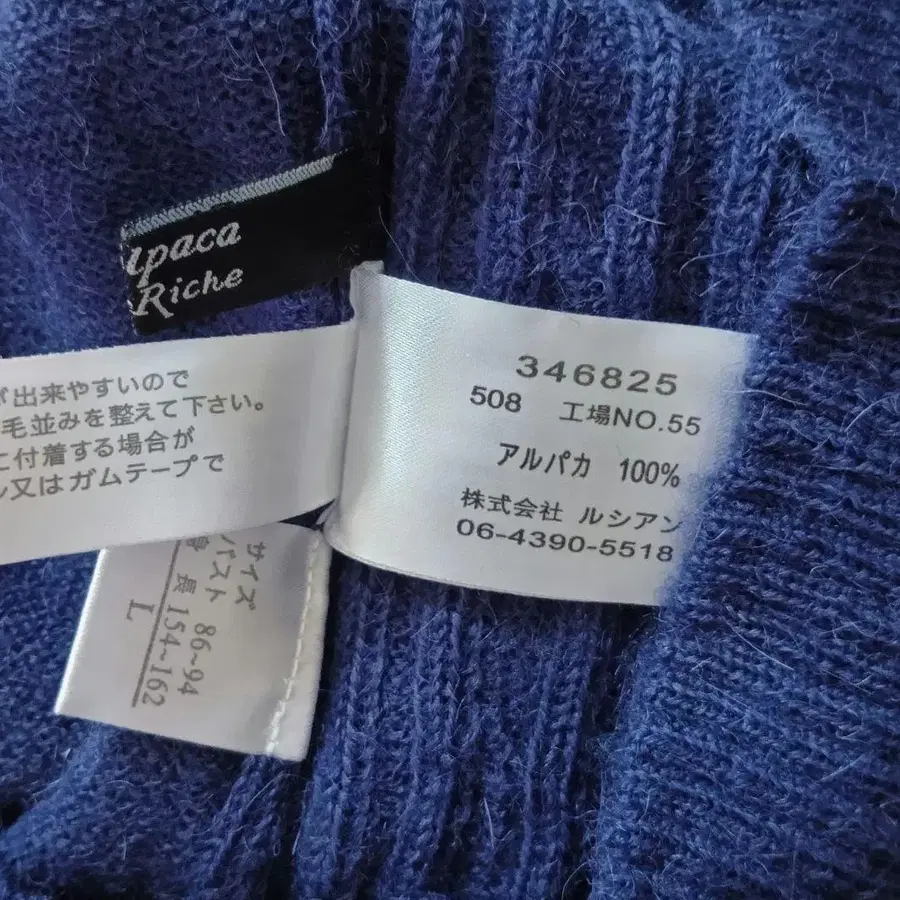 paca
Riche
が出来やすいので
毛並みを整えて下さい。
に付着する場合が
ル又はガムテープで
346825
508 工場NO.55
アルパカ 100%
株式会社 ルシアン
06-4390-5518
サイズ
バスト 86~94
身長 154~162
L